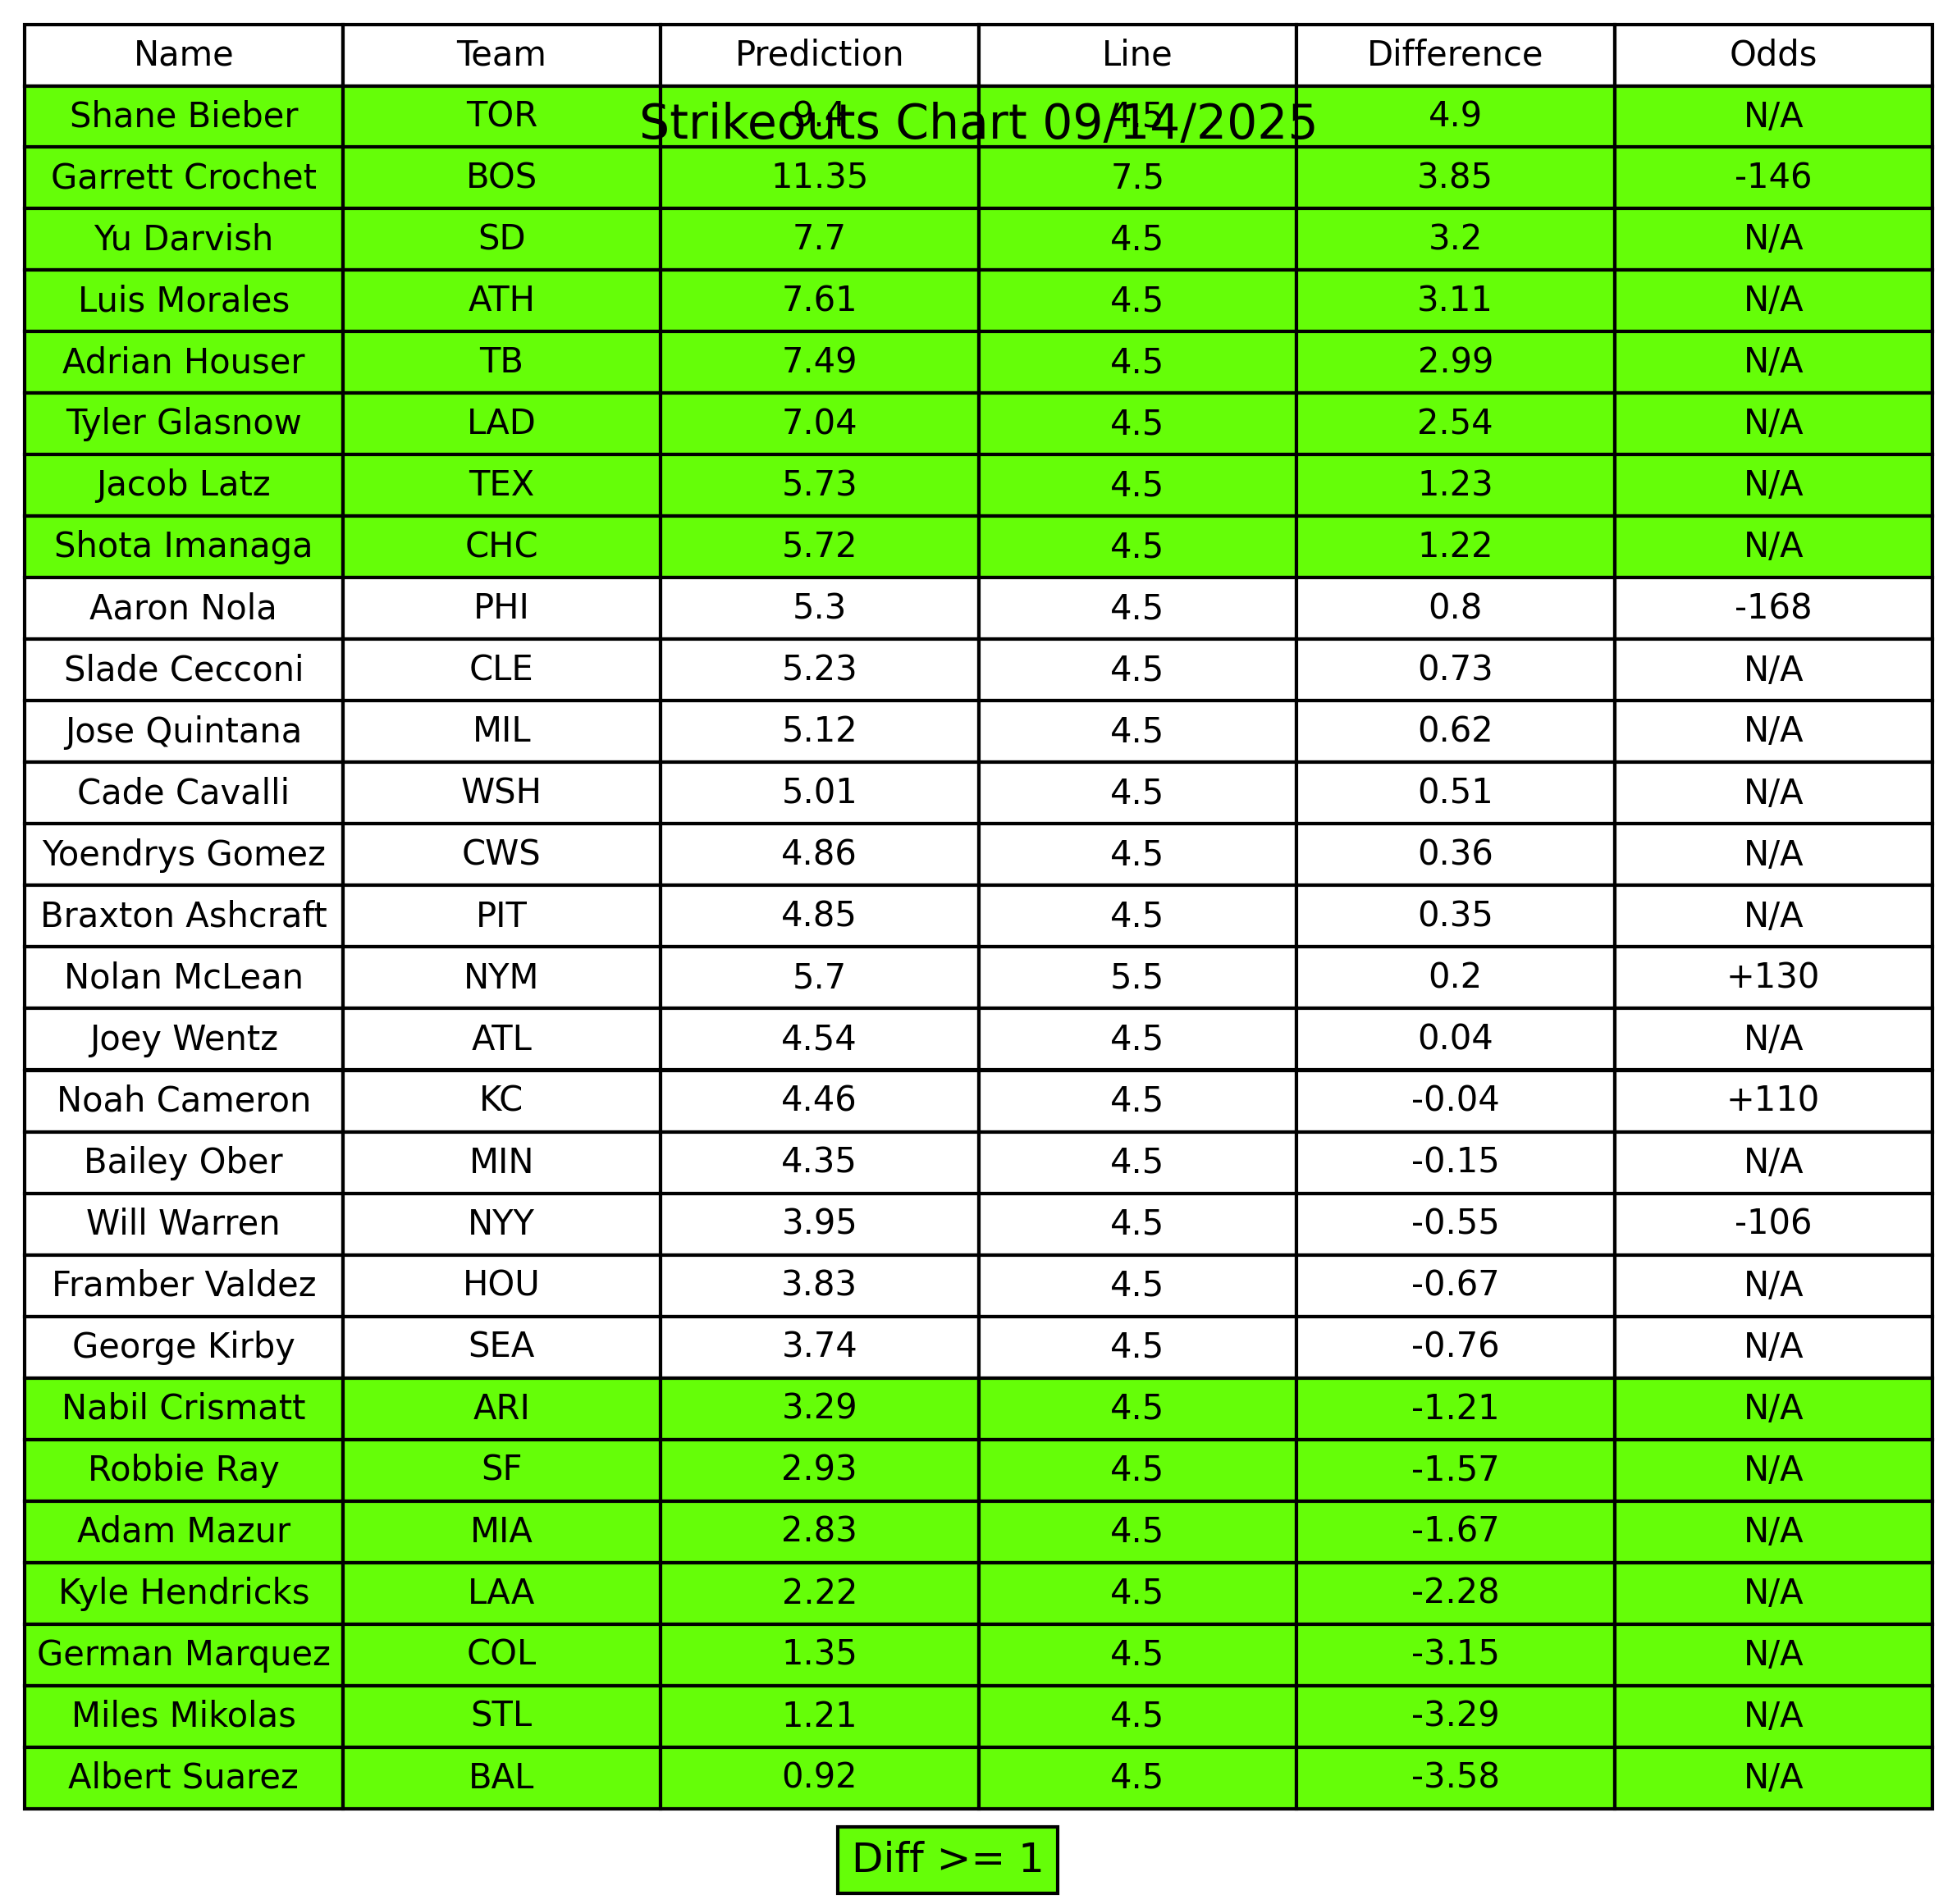 Name Team Prediction Line Difference Odds
Shane Bieber TOR 9.4 4.5 4.9 N/A
Strikeouts Chart 09/14/2025
Garrett Crochet BOS 11.35 7.5 3.85 -146
Yu Darvish SD 7.7 4.5 3.2 N/A
Luis Morales ATH 7.61 4.5 3.11 N/A
Adrian Houser TB 7.49 4.5 2.99 N/A
Tyler Glasnow LAD 7.04 4.5 2.54 N/A
Jacob Latz TEX 5.73 4.5 1.23 N/A
Shota Imanaga CHC 5.72 4.5 1.22 N/A
Aaron Nola PHI 5.3 4.5 0.8 -168
Slade Cecconi CLE 5.23 4.5 0.73 N/A
Jose Quintana MIL 5.12 4.5 0.62 N/A
Cade Cavalli WSH 5.01 4.5 0.51 N/A
Yoendrys Gomez CWS 4.86 4.5 0.36 N/A
Braxton Ashcraft PIT 4.85 4.5 0.35 N/A
Nolan McLean NYM 5.7 5.5 0.2 +130
Joey Wentz ATL 4.54 4.5 0.04 N/A
Noah Cameron KC 4.46 4.5 -0.04 +110
Bailey Ober MIN 4.35 4.5 -0.15 N/A
Will Warren NYY 3.95 4.5 -0.55 -106
Framber Valdez HOU 3.83 4.5 -0.67 N/A
George Kirby SEA 3.74 4.5 -0.76 N/A
Nabil Crismatt ARI 3.29 4.5 -1.21 N/A
Robbie Ray SF 2.93 4.5 -1.57 N/A
Adam Mazur MIA 2.83 4.5 -1.67 N/A
Kyle Hendricks LAA 2.22 4.5 -2.28 N/A
German Marquez COL 1.35 4.5 -3.15 N/A
Miles Mikolas STL 1.21 4.5 -3.29 N/A
Albert Suarez BAL 0.92 4.5 -3.58 N/A
Diff >= 1